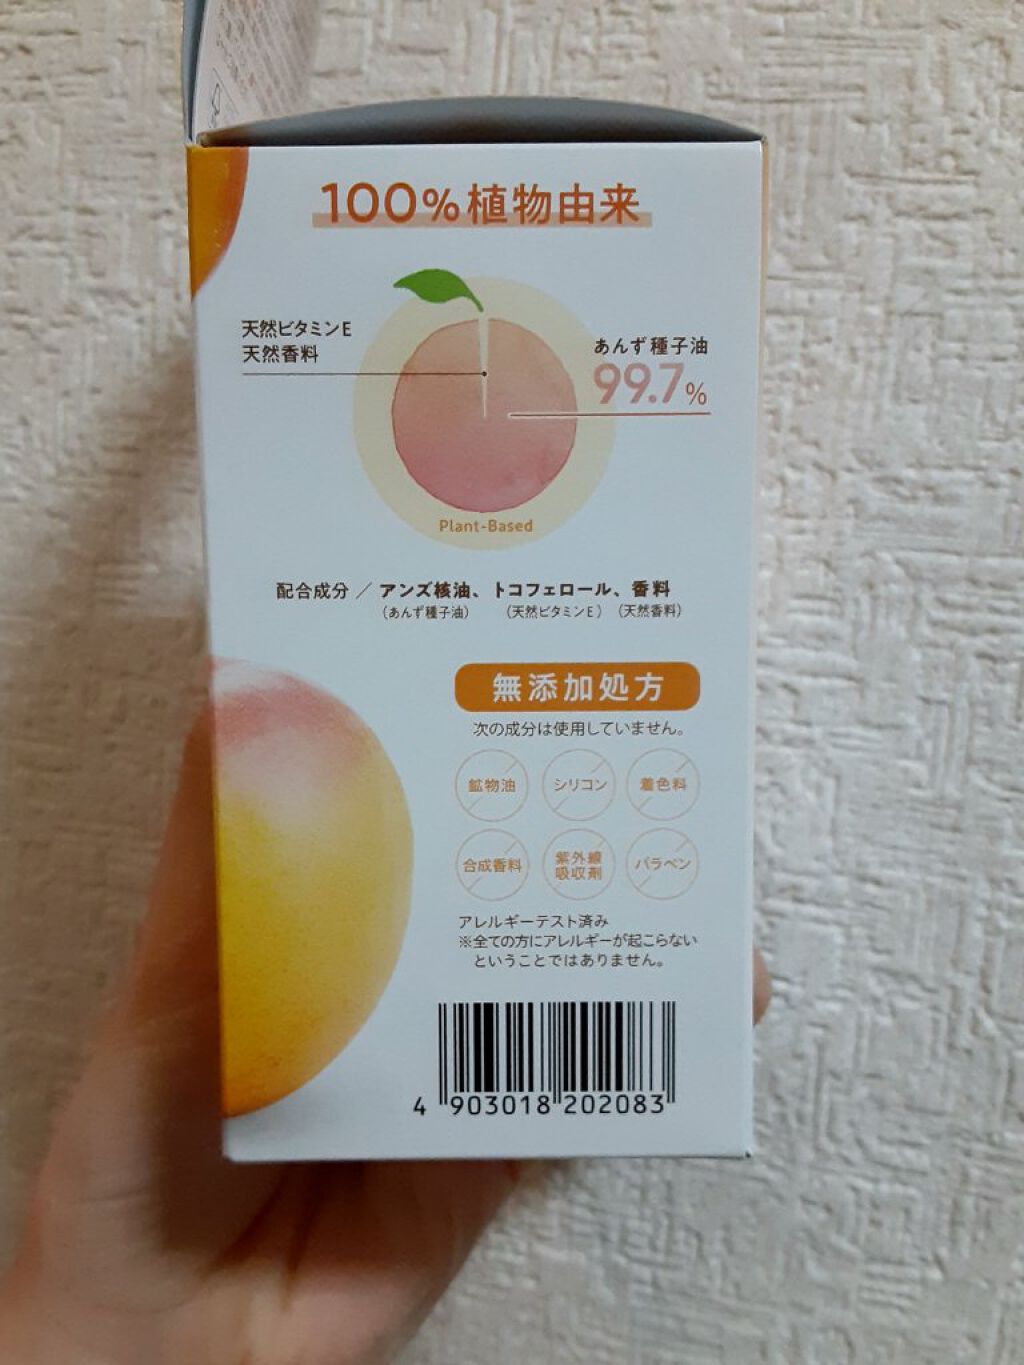 100%植物由来
天然ビタミンE
天然香料
あんず種子油
99.7%
Plant-Based
配合成分／アンズ核油、トコフェロール、香料
（あんず種子油）（天然ビタミンE）（天然香料）
無添加処方
次の成分は使用していません。
鉱物油 シリコン 着色料
合成香料 紫外線 パラベン
吸収剤
アレルギーテスト済み
※全ての方にアレルギーが起こらない
ということではありません。
4 903018 202083